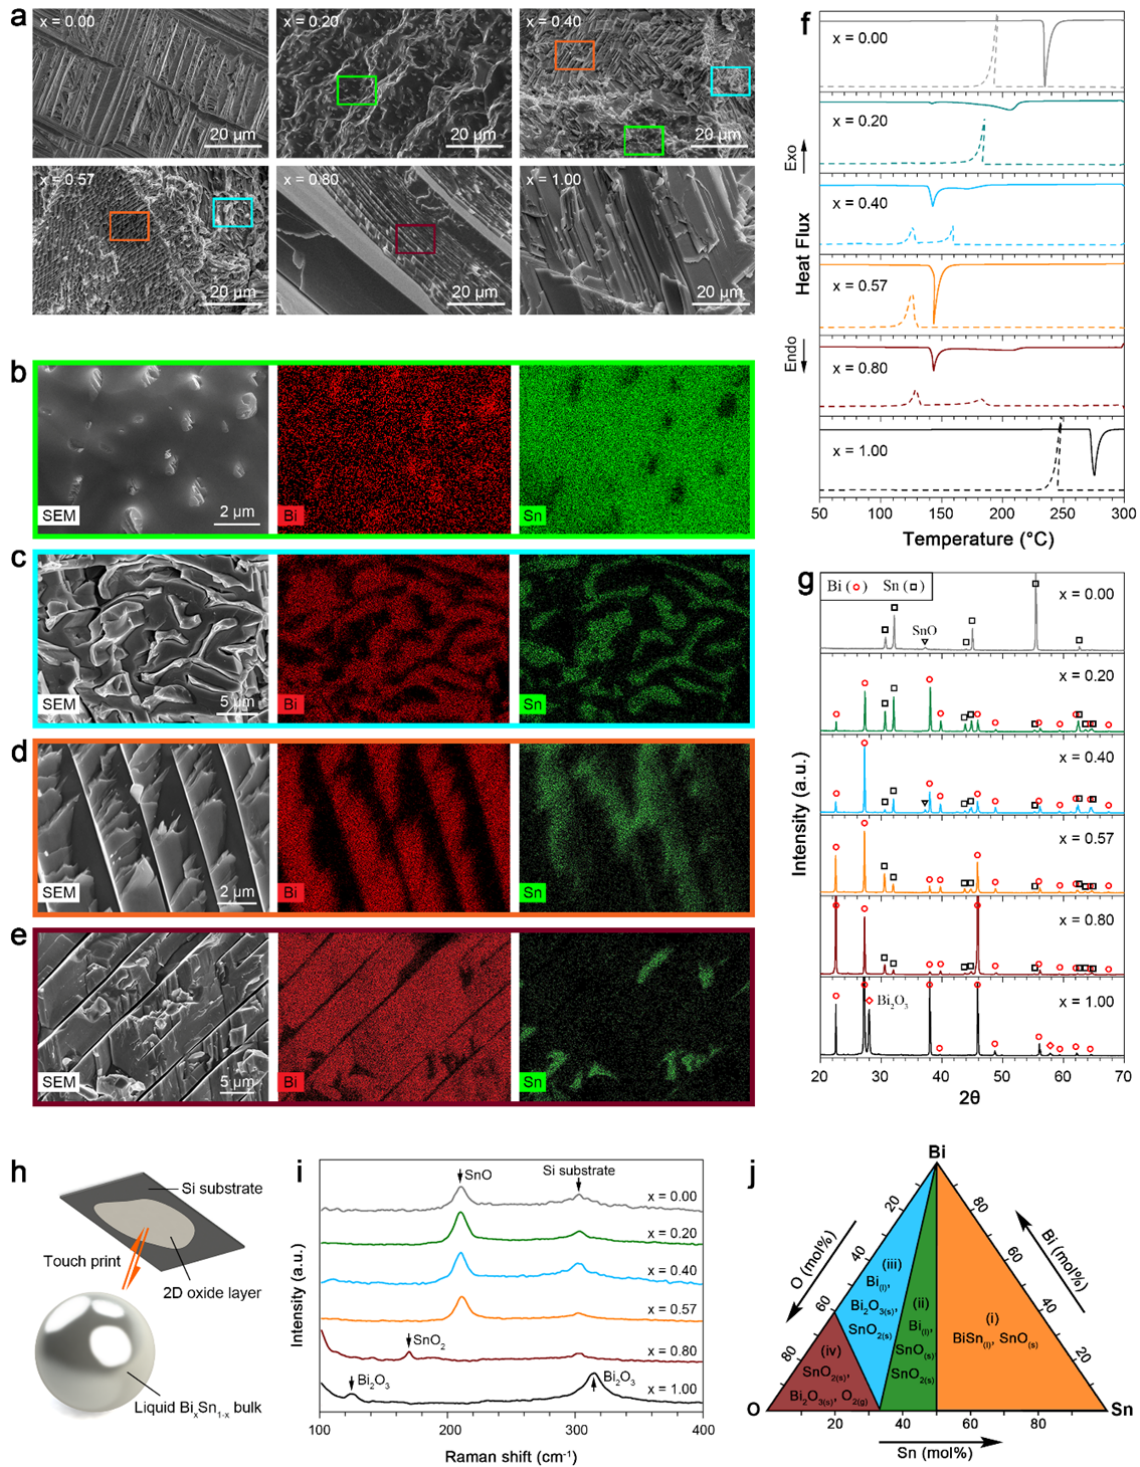 a
x = 0.00
20 µm
x = 0.20
20 µm
x = 0.40
20 µm
x = 0.57
20 µm
x = 0.80
20 µm
x = 1.00
20 µm
b
SEM
2 µm
Bi
Sn
c
SEM
5 µm
Bi
Sn
d
SEM
2 µm
Bi
Sn
e
SEM
5 µm
Bi
Sn
f
x = 0.00
x = 0.20
x = 0.40
x = 0.57
x = 0.80
x = 1.00
Exo
Heat Flux
Endo
50 100 150 200 250 300
Temperature (°C)
g
Bi ( ) Sn ( )
x = 0.00
SnO
x = 0.20
x = 0.40
x = 0.57
x = 0.80
x = 1.00
Bi₂O₃
Intensity (a.u.)
20 30 40 50 60 70
2θ
h
Si substrate
Touch print
2D oxide layer
Liquid BiₓSn₁₋ₓ bulk
i
SnO
Si substrate
x = 0.00
x = 0.20
x = 0.40
x = 0.57
SnO₂
x = 0.80
Bi₂O₃
Bi₂O₃
x = 1.00
Intensity (a.u.)
100 150 200 250 300 350 400
Raman shift (cm⁻¹)
j
Bi
20
80
O (mol%)
Bi (mol%)
60
60
40
80
20
(iii)
Bi(l),
Bi₂O₃(s),
SnO₂(s)
(ii)
Bi(l),
SnO(s)
SnO₂(s)
(i)
BiSn(l), SnO(s)
(iv)
SnO₂(s),
Bi₂O₃(s), O₂(g)
O
Sn
20 40 60 80
Sn (mol%)